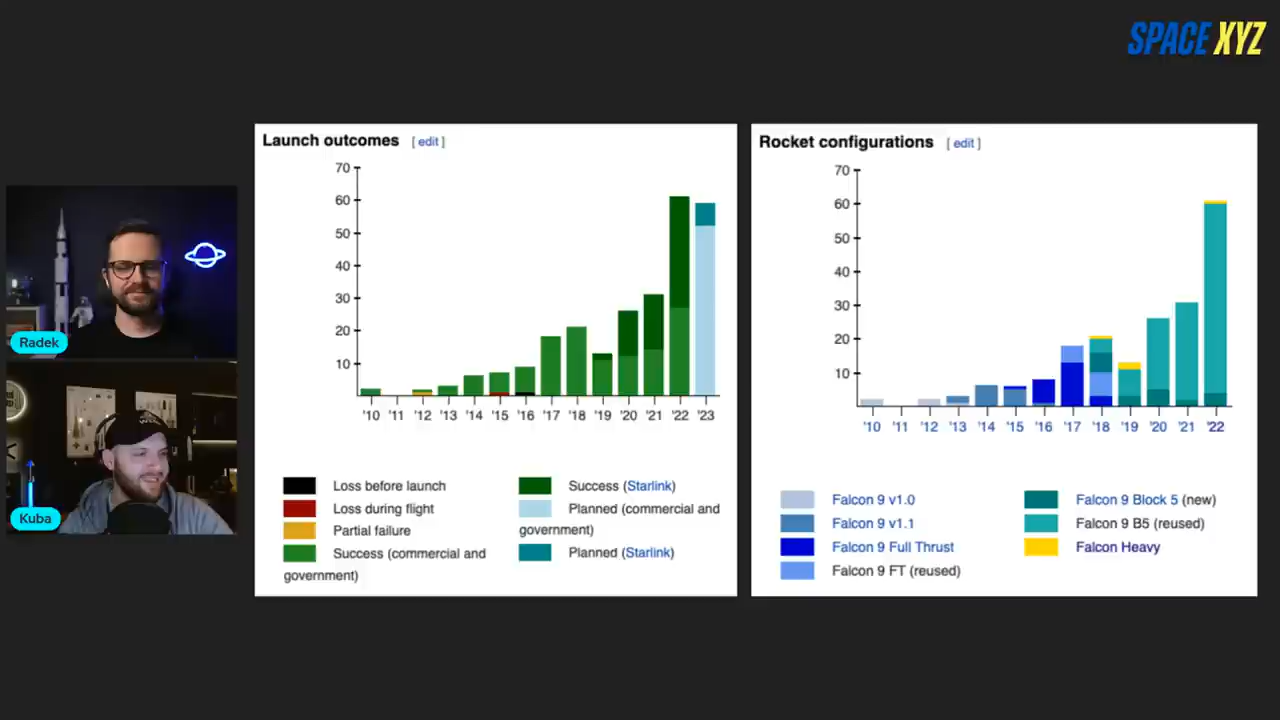 SPACE XYZ
Launch outcomes [ edit ]
70
60
50
40
30
20
10
'10 '11 '12 '13 '14 '15 '16 '17 '18 '19 '20 '21 '22 '23
Loss before launch
Loss during flight
Partial failure
Success (commercial and
government)
Success (Starlink)
Planned (commercial and
government)
Planned (Starlink)
Rocket configurations [ edit ]
70
60
50
40
30
20
10
'10 '11 '12 '13 '14 '15 '16 '17 '18 '19 '20 '21 '22
Falcon 9 v1.0
Falcon 9 v1.1
Falcon 9 Full Thrust
Falcon 9 FT (reused)
Falcon 9 Block 5 (new)
Falcon 9 B5 (reused)
Falcon Heavy
Radek
Kuba